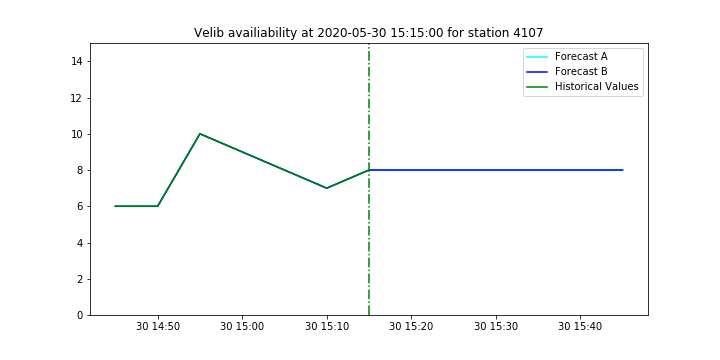 Velib availiability at 2020-05-30 15:15:00 for station 4107
Forecast A
Forecast B
Historical Values
14
12
10
8
6
4
2
0
30 14:50 30 15:00 30 15:10 30 15:20 30 15:30 30 15:40